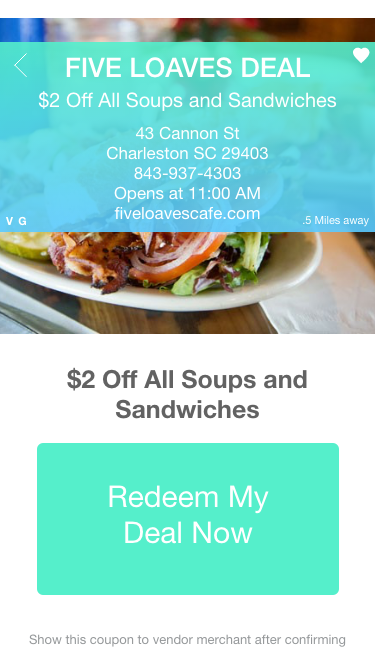 FIVE LOAVES DEAL
$2 Off All Soups and Sandwiches
43 Cannon St
Charleston SC 29403
843-937-4303
Opens at 11:00 AM
fiveloavescafe.com
V G
.5 Miles away
$2 Off All Soups and
Sandwiches
Redeem My
Deal Now
Show this coupon to vendor merchant after confirming